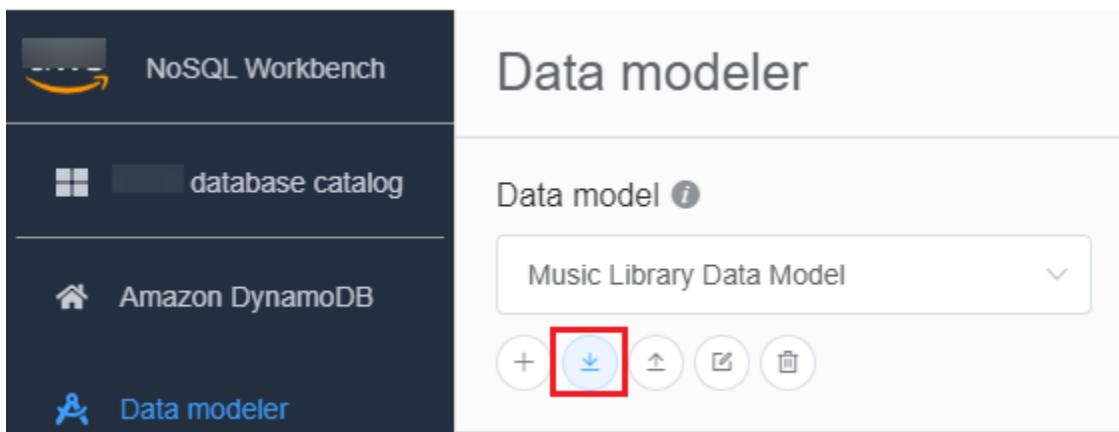 NoSQL Workbench
database catalog
Amazon DynamoDB
Data modeler
Data modeler
Data model
Music Library Data Model